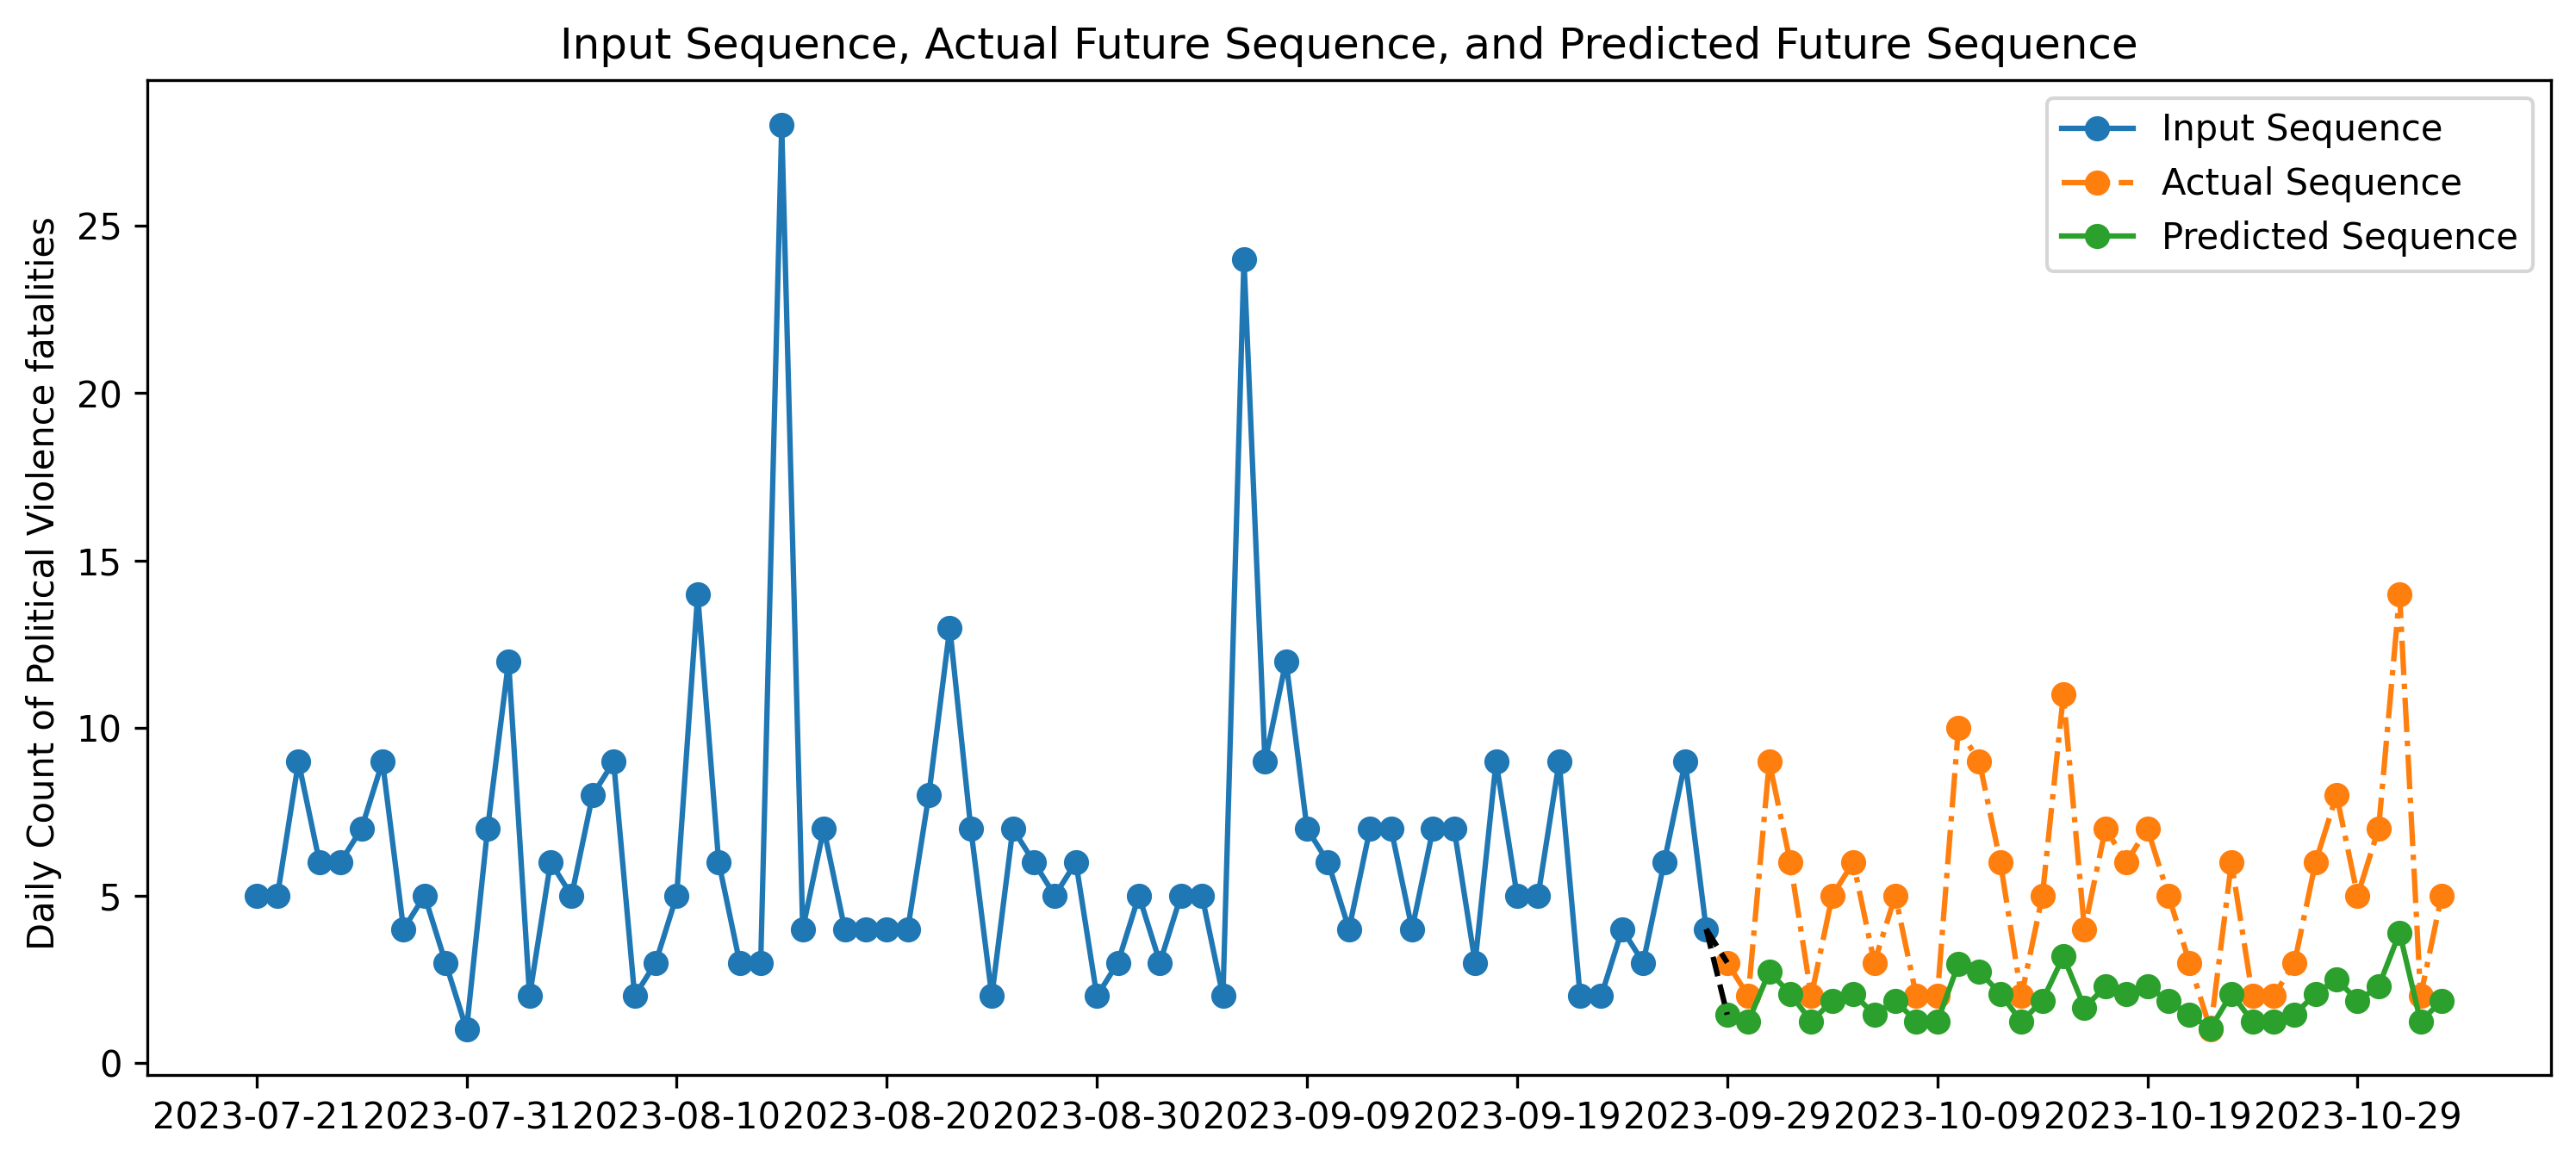 Input Sequence, Actual Future Sequence, and Predicted Future Sequence
Input Sequence
Actual Sequence
Predicted Sequence
Daily Count of Political Violence fatalities
25
20
15
10
5
0
2023-07-21 2023-07-31 2023-08-10 2023-08-20 2023-08-30 2023-09-09 2023-09-19 2023-09-29 2023-10-09 2023-10-19 2023-10-29